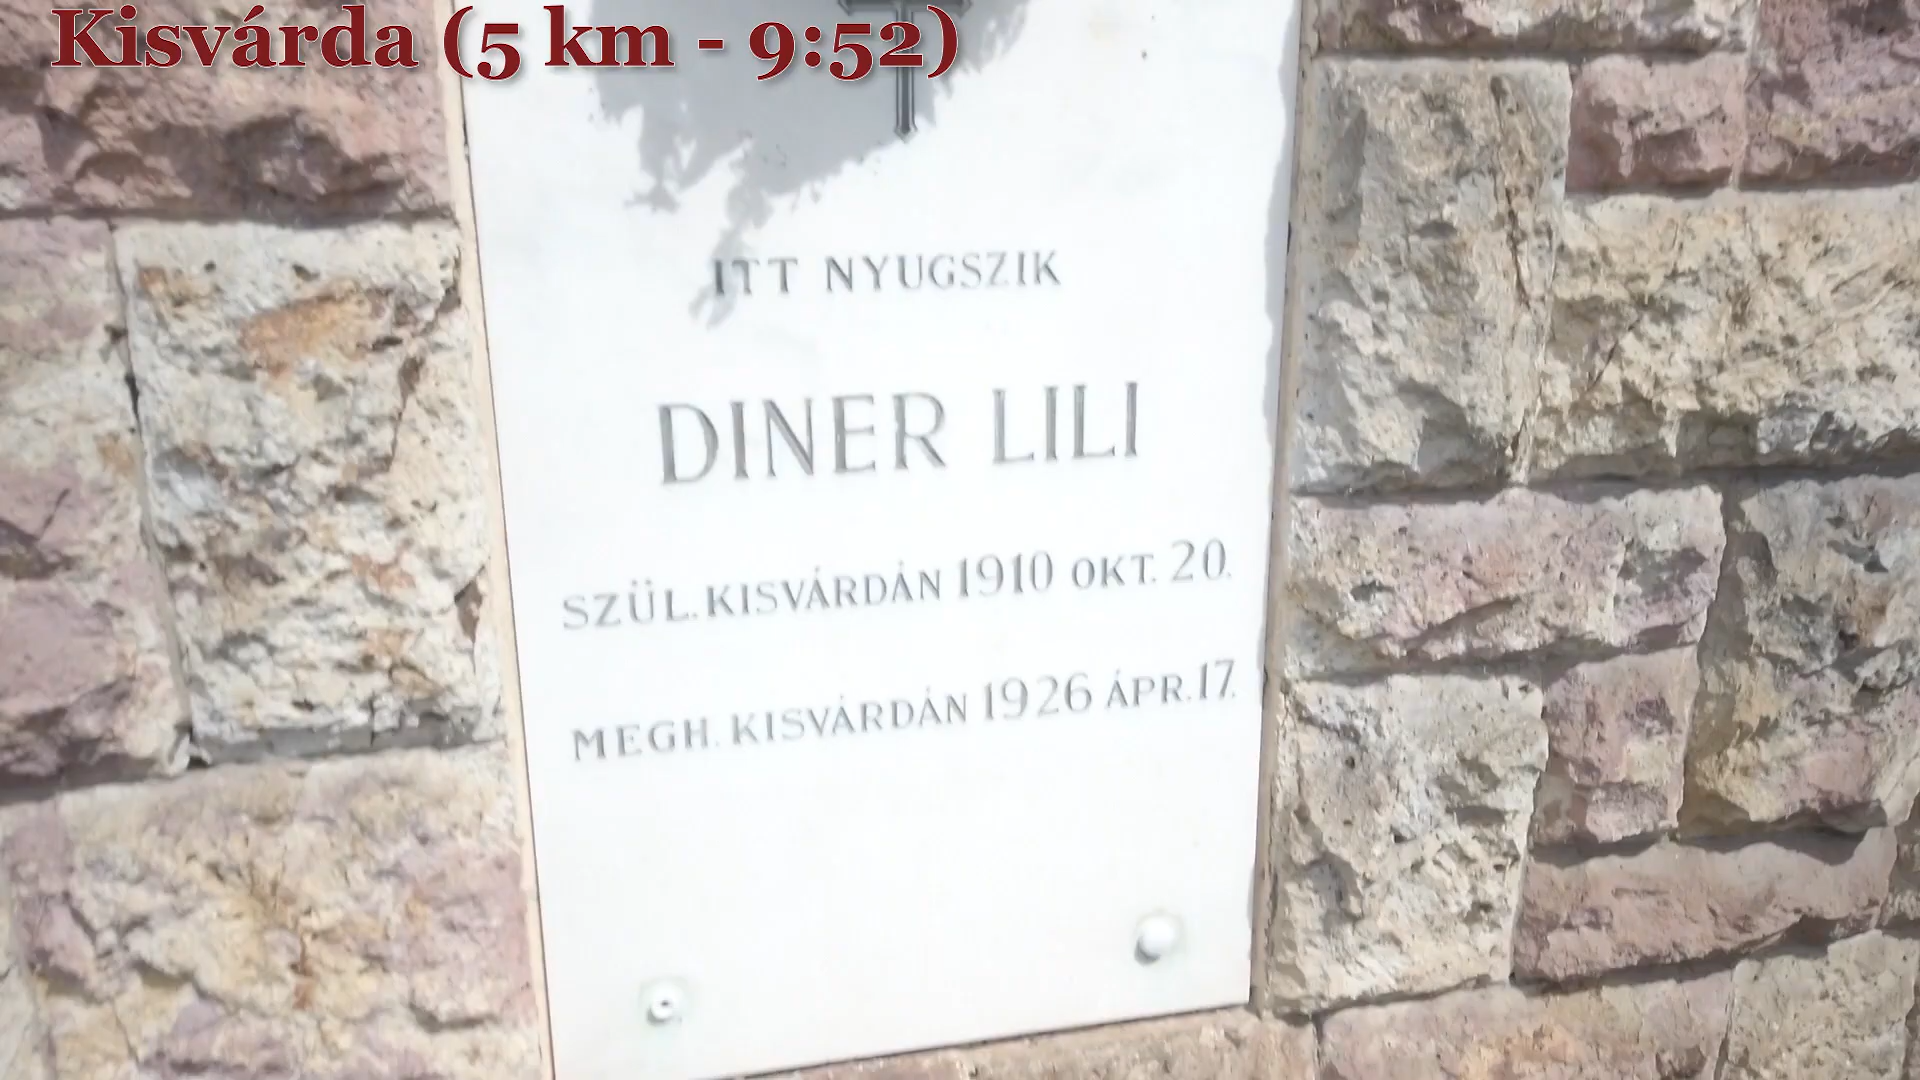 Kisvárda (5 km - 9:52)
ITT NYUGSZIK
DINER LILI
SZÜL. KISVÁRDÁN 1910 OKT. 20.
MEGH. KISVÁRDÁN 1926 ÁPR. 17.